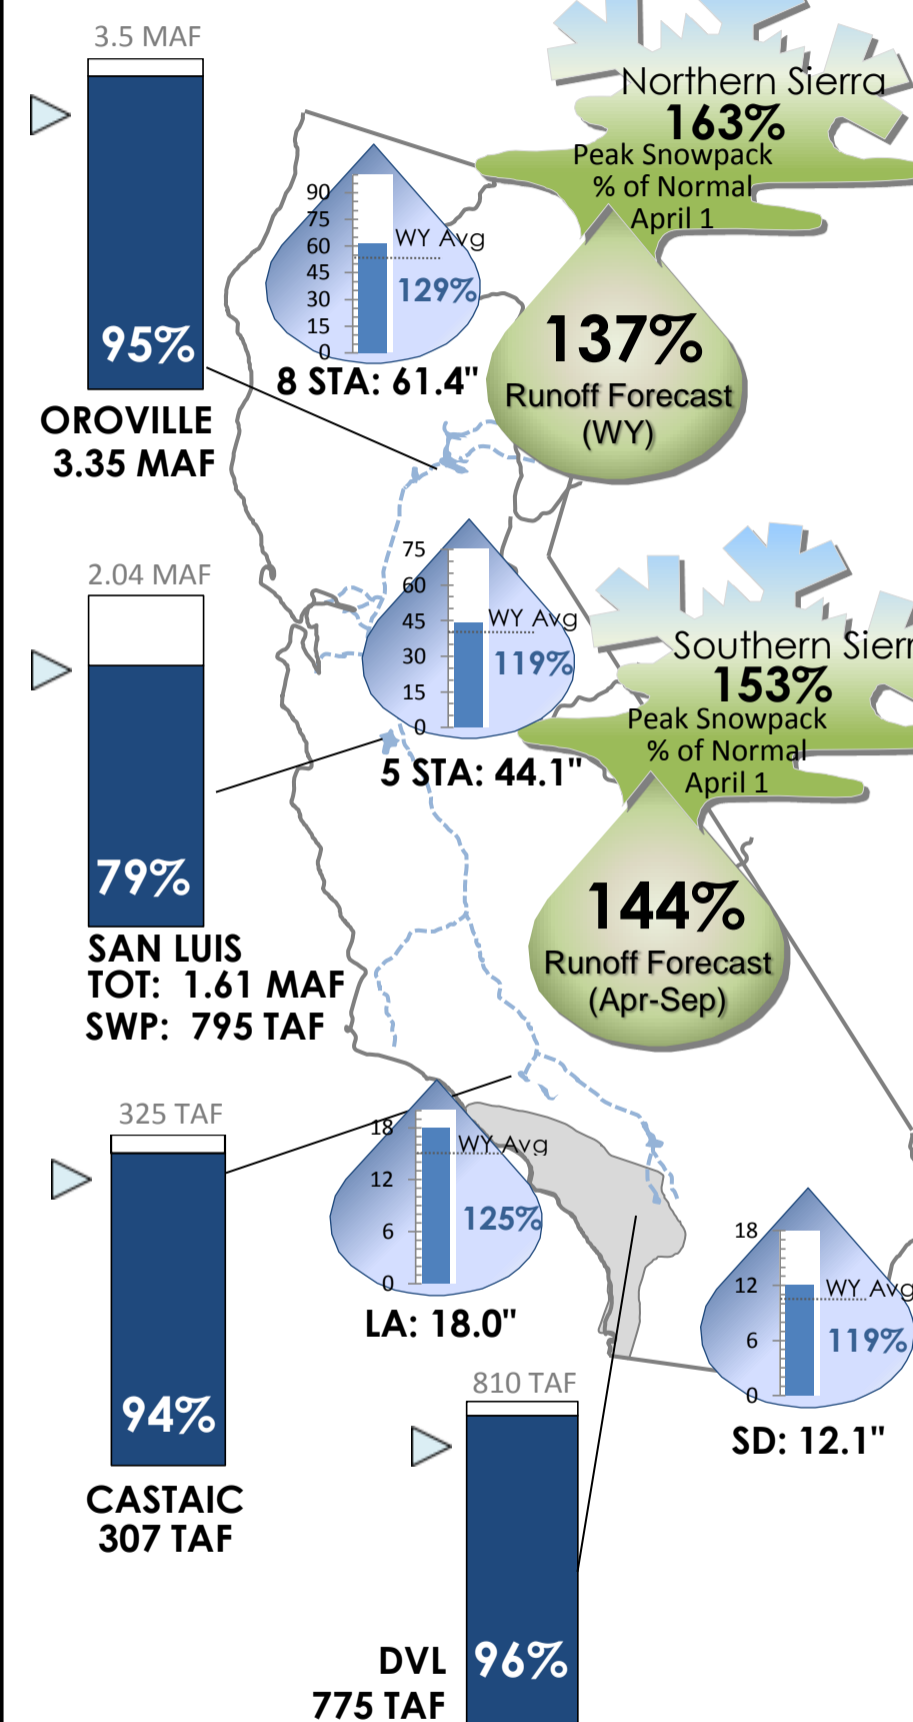 3.5 MAF
95%
OROVILLE
3.35 MAF
Northern Sierra
163%
Peak Snowpack
% of Normal
April 1
90
75
60
45
30
15
0
WY Avg
129%
8 STA: 61.4"
137%
Runoff Forecast
(WY)
2.04 MAF
79%
SAN LUIS
TOT: 1.61 MAF
SWP: 795 TAF
75
60
45
30
15
0
WY Avg
119%
5 STA: 44.1"
Southern Sierr
153%
Peak Snowpack
% of Normal
April 1
144%
Runoff Forecast
(Apr-Sep)
325 TAF
94%
CASTAIC
307 TAF
18
12
6
0
WY Avg
125%
LA: 18.0"
18
12
6
0
WY Avg
119%
SD: 12.1"
810 TAF
96%
DVL
775 TAF